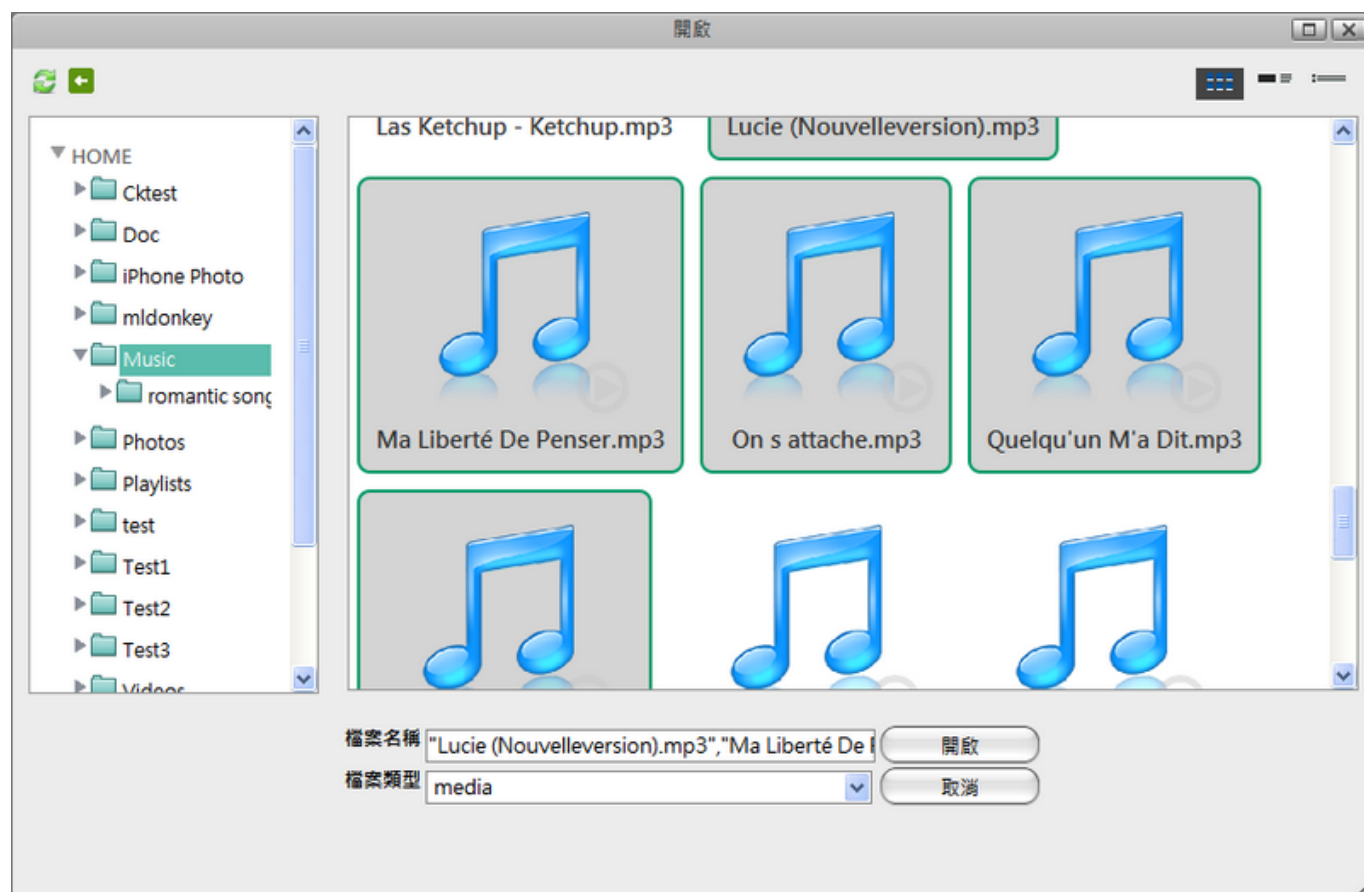 開啟
HOME
Cktest
Doc
iPhone Photo
mldonkey
Music
romantic song
Photos
Playlists
test
Test1
Test2
Test3
Videos
Las Ketchup - Ketchup.mp3
Lucie (Nouvelleversion).mp3
Ma Liberté De Penser.mp3
On s attache.mp3
Quelqu'un M'a Dit.mp3
檔案名稱 "Lucie (Nouvelleversion).mp3","Ma Liberté De 開啟
檔案類型 media 取消